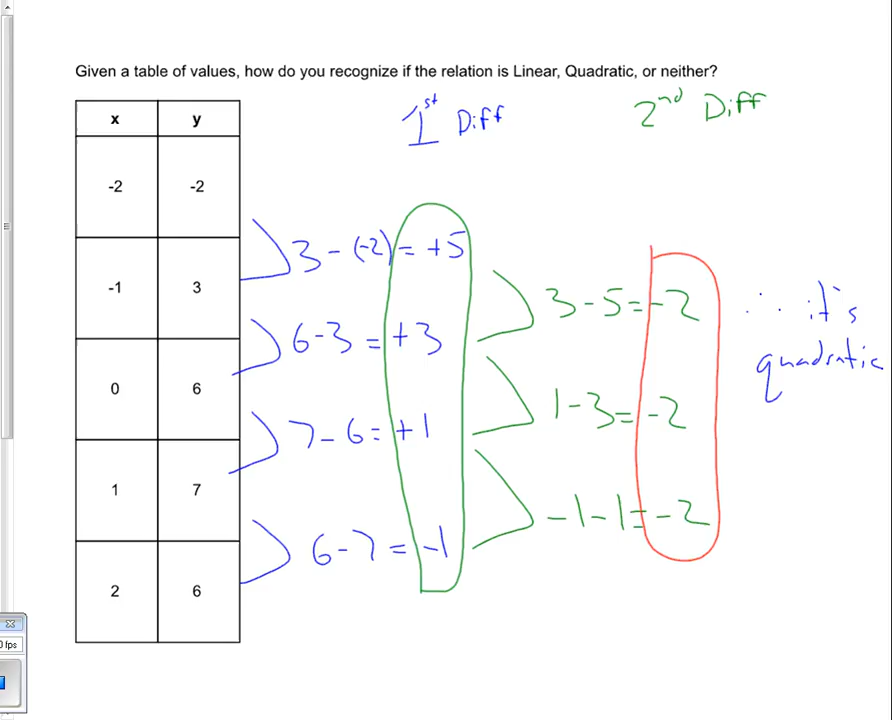 Given a table of values, how do you recognize if the relation is Linear, Quadratic, or neither?
1st Diff
2nd Diff
x y
-2 -2
3 - (-2) = +5
-1 3
3 - 5 = -2
6 - 3 = +3
0 6
1 - 3 = -2
7 - 6 = +1
1 7
-1 - 1 = -2
6 - 7 = -1
2 6
∴ it's
quadratic
0 fps